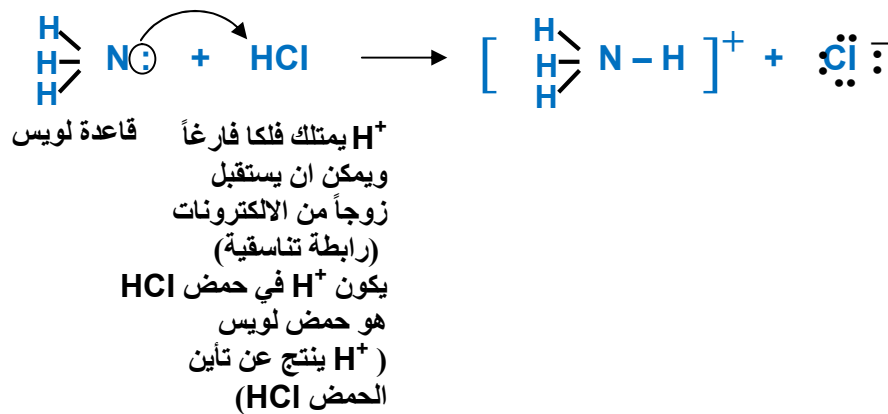 H
H N : + HCl ⟶ [ H N – H ]⁺ + Cl⁻
H
H
H
قاعدة لويس
H⁺ يمتلك فلكا فارغاً
ويمكن ان يستقبل
زوجاً من الالكترونات
(رابطة تناسقية)
يكون H⁺ في حمض HCl
هو حمض لويس
( H⁺ ينتج عن تأين
الحمض HCl)